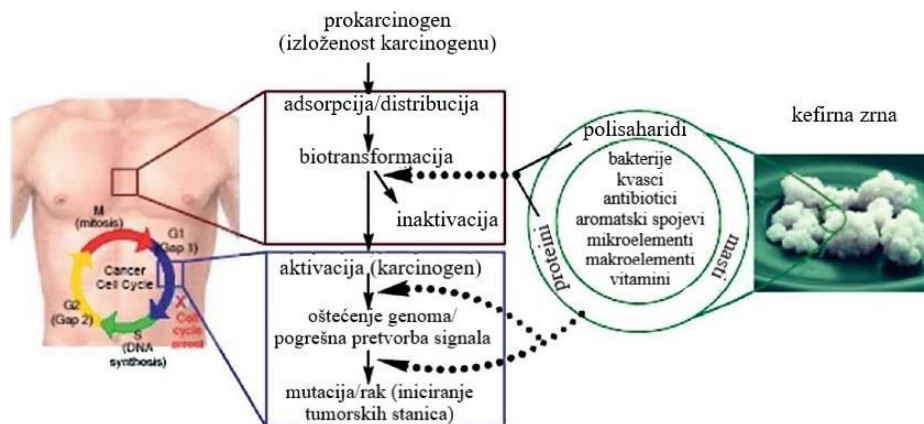 prokarcinogen
(izloženost karcinogenu)
adsorpcija/distribucija
biotransformacija
inaktivacija
aktivacija (karcinogen)
oštećenje genoma/
pogrešna pretvorba signala
mutacija/rak (iniciranje
tumorskih stanica)
M
(mitosis)
G1
(Gap 1)
Cancer
Cell Cycle
G2
(Gap 2)
S
(DNA
synthosis)
X
Cell
cycle
arrest
polisaharidi
proteini
masti
bakterije
kvasci
antibiotici
aromatski spojevi
mikroelementi
makroelementi
vitamini
kefirna zrna